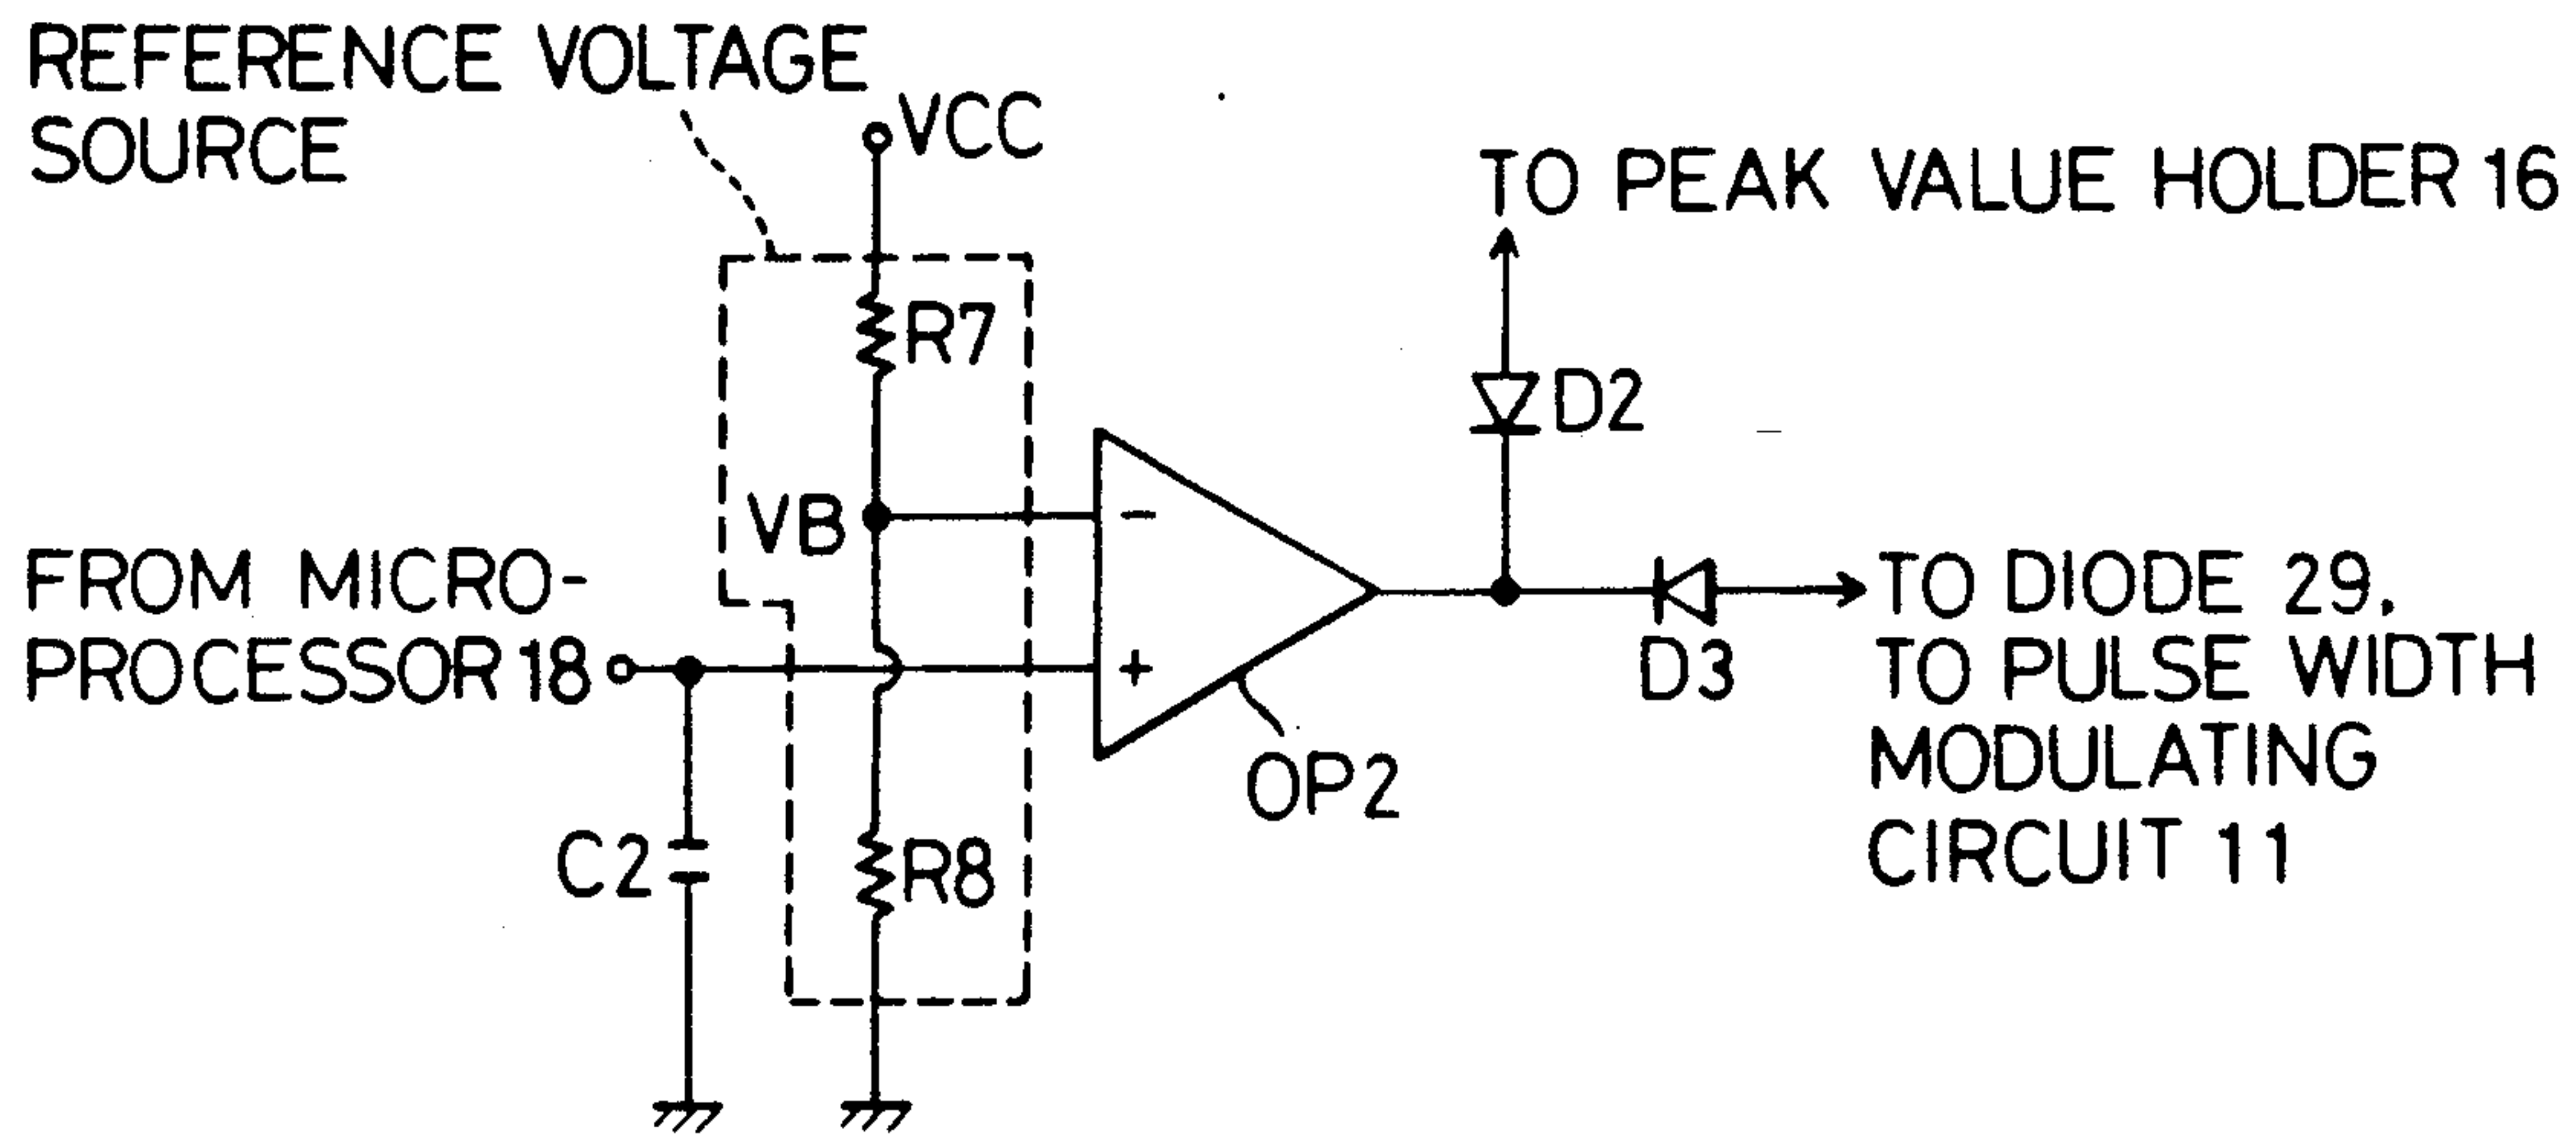 REFERENCE VOLTAGE
SOURCE
VCC
TO PEAK VALUE HOLDER 16
R7
D2
VB
-
FROM MICRO-
PROCESSOR 18
+
TO DIODE 29,
TO PULSE WIDTH
MODULATING
CIRCUIT 11
D3
OP2
C2
R8